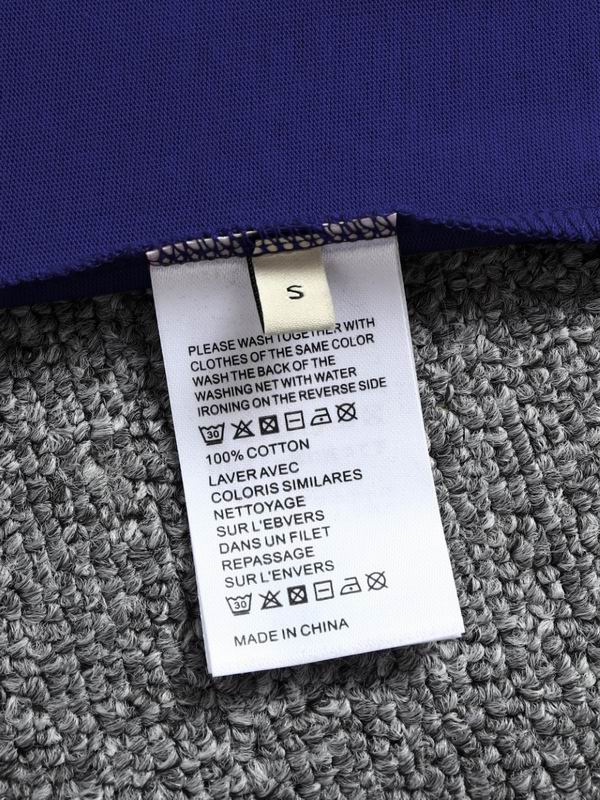 S
PLEASE WASH TOGETHER WITH
CLOTHES OF THE SAME COLOR
WASH THE BACK OF THE
WASHING NET WITH WATER
IRONING ON THE REVERSE SIDE
30
100% COTTON
LAVER AVEC
COLORIS SIMILARES
NETTOYAGE
SUR L'EBVERS
DANS UN FILET
REPASSAGE
SUR L'ENVERS
30
MADE IN CHINA